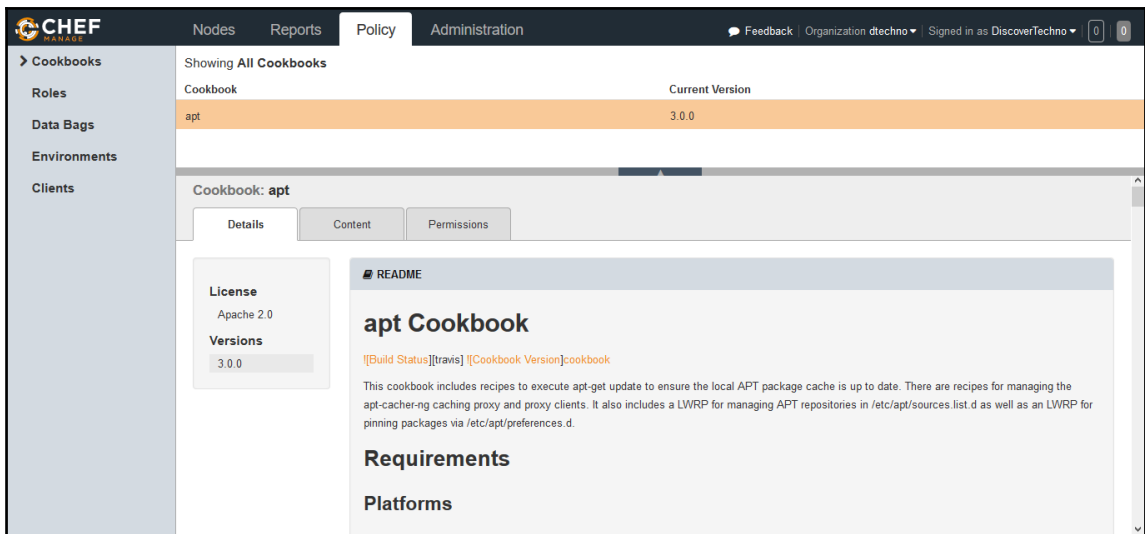 CHEF
MANAGE
Nodes Reports Policy Administration
Feedback Organization dtechno Signed in as DiscoverTechno 0 0
Cookbooks
Roles
Data Bags
Environments
Clients
Showing All Cookbooks
Cookbook Current Version
apt 3.0.0
Cookbook: apt
Details Content Permissions
License
Apache 2.0
Versions
3.0.0
README
apt Cookbook
![Build Status][travis] ![Cookbook Version]cookbook
This cookbook includes recipes to execute apt-get update to ensure the local APT package cache is up to date. There are recipes for managing the
apt-cacher-ng caching proxy and proxy clients. It also includes a LWRP for managing APT repositories in /etc/apt/sources.list.d as well as an LWRP for
pinning packages via /etc/apt/preferences.d.
Requirements
Platforms